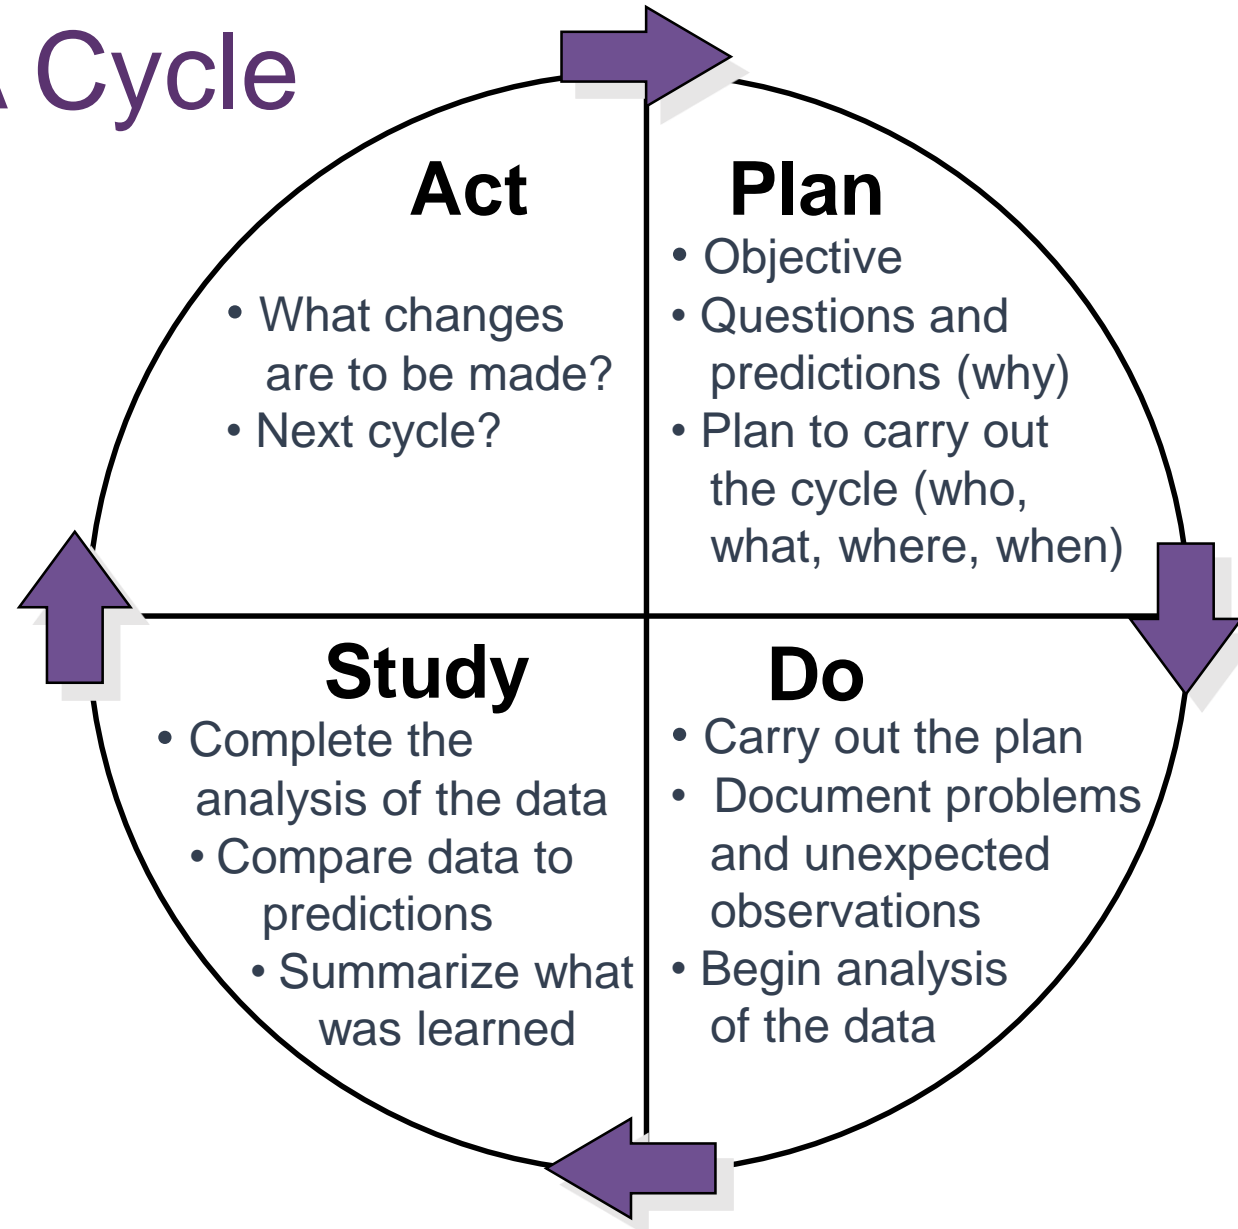 A Cycle
Act
• What changes
are to be made?
• Next cycle?
Plan
• Objective
• Questions and
predictions (why)
• Plan to carry out
the cycle (who,
what, where, when)
Study
• Complete the
analysis of the data
• Compare data to
predictions
• Summarize what
was learned
Do
• Carry out the plan
• Document problems
and unexpected
observations
• Begin analysis
of the data